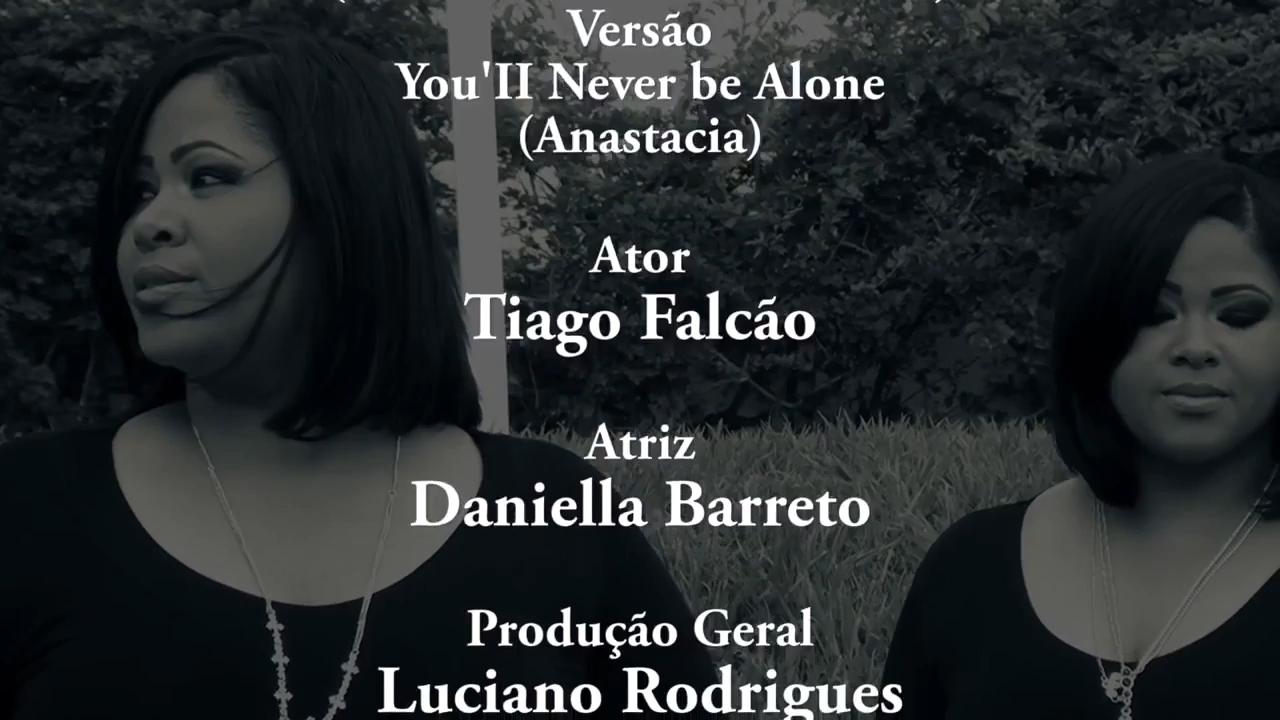 Versão
You'II Never be Alone
(Anastacia)
Ator
Tiago Falcão
Atriz
Daniella Barreto
Produção Geral
Luciano Rodrigues